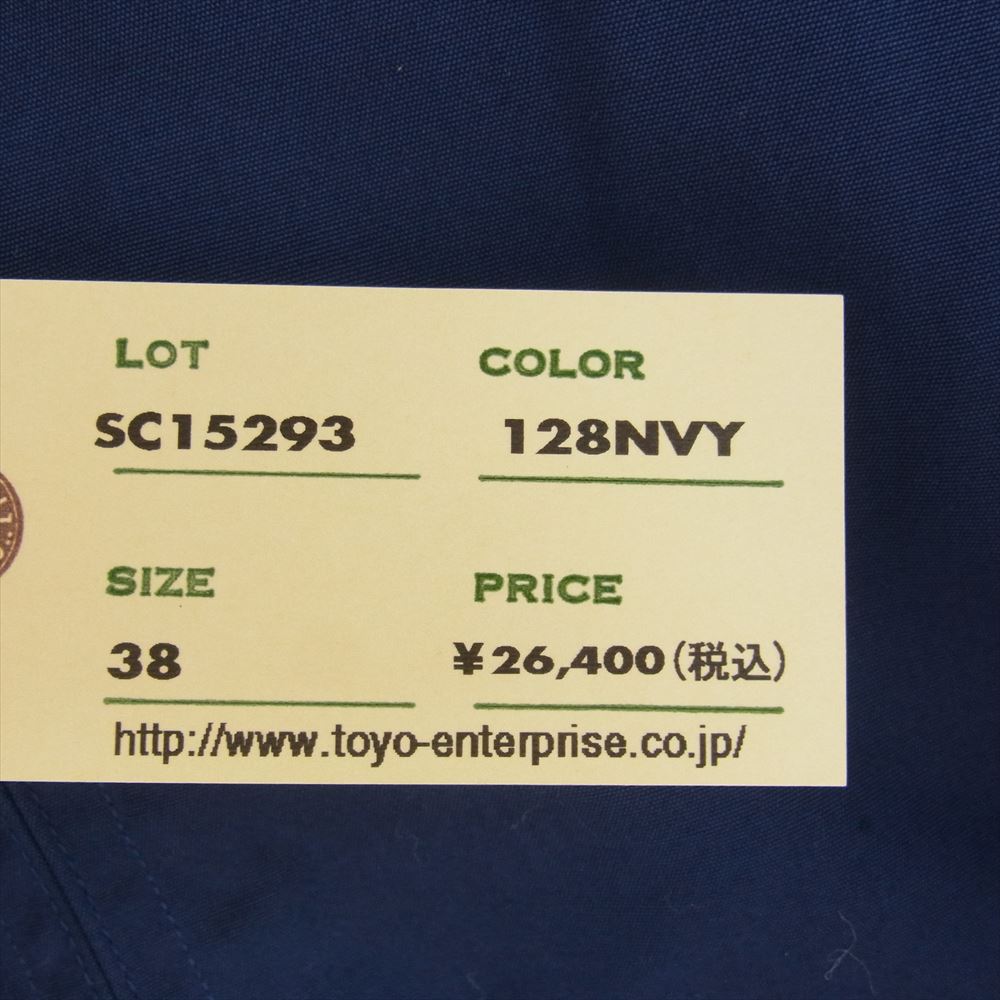 LOT COLOR
SC15293 128NVY
SIZE PRICE
38 ¥26,400(税込)
http://www.toyo-enterprise.co.jp/